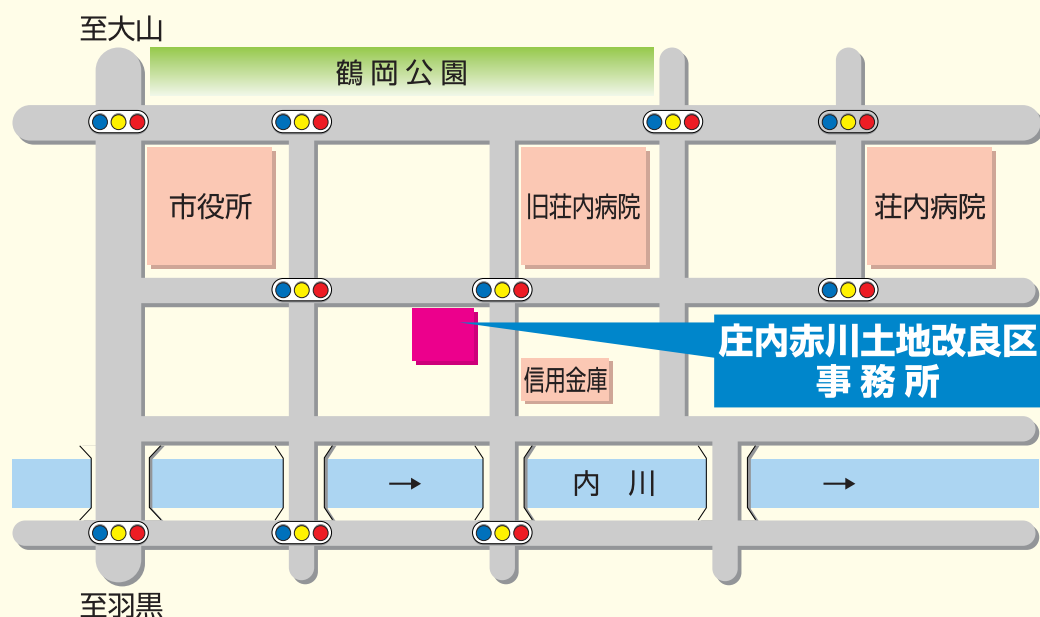 至大山
鶴岡公園
市役所
旧荘内病院
荘内病院
庄内赤川土地改良区
事務所
信用金庫
→
内 川
→
至羽黒